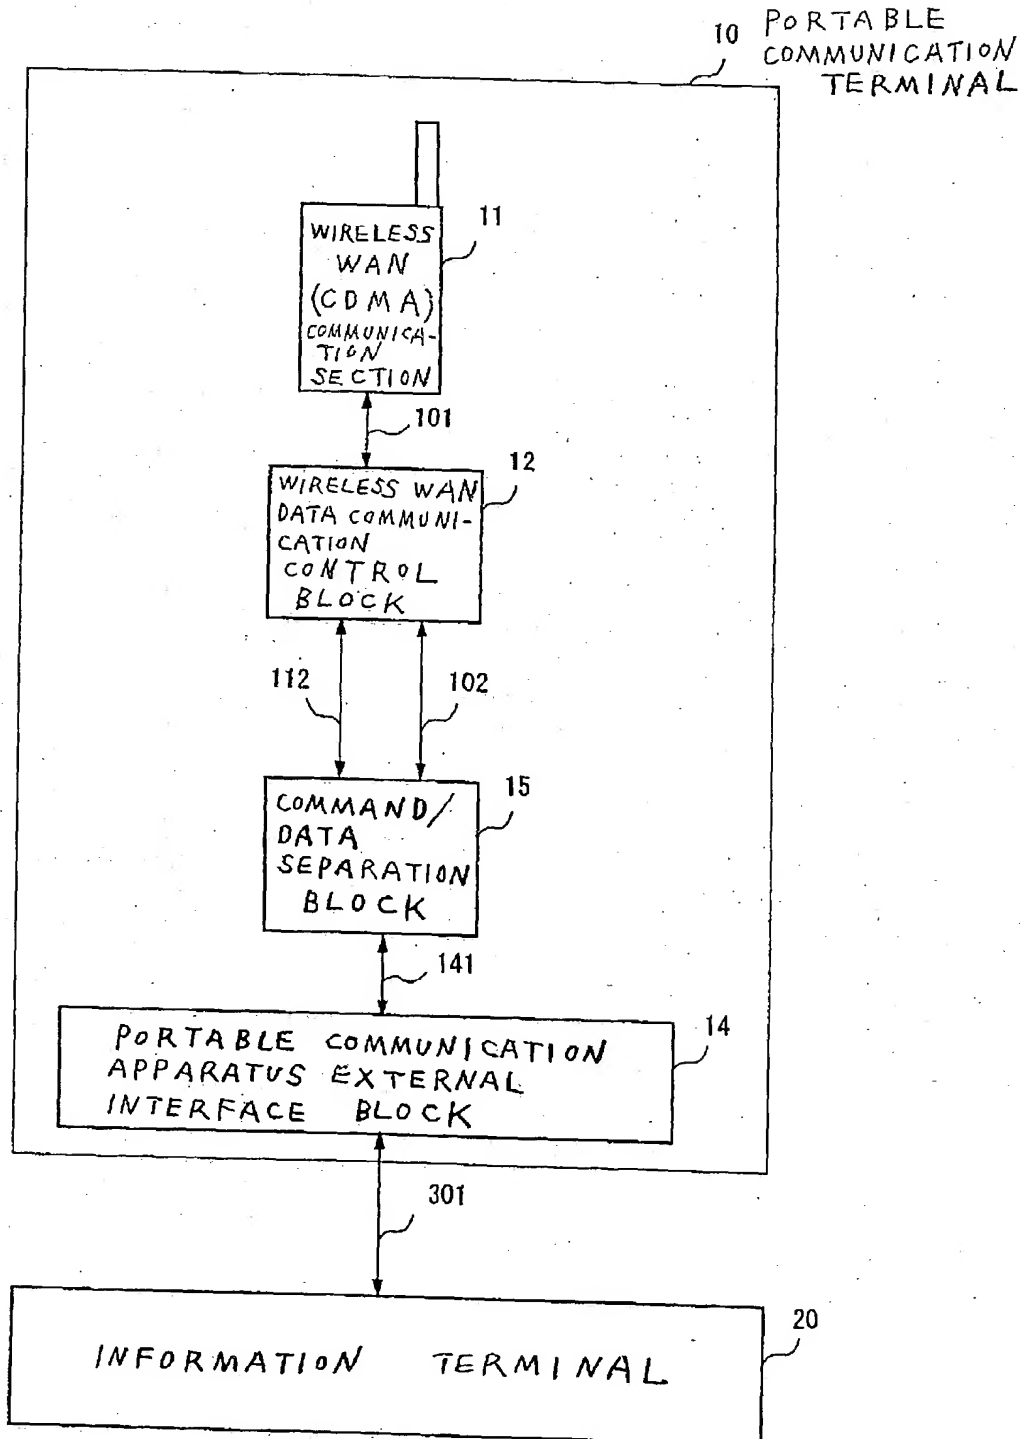 10 PORTABLE
COMMUNICATION
TERMINAL
11
WIRELESS
WAN
(CDMA)
COMMUNICA-
TION
SECTION
101
12
WIRELESS WAN
DATA COMMUNI-
CATION
CONTROL
BLOCK
112
102
15
COMMAND/
DATA
SEPARATION
BLOCK
141
14
PORTABLE COMMUNICATION
APPARATUS EXTERNAL
INTERFACE BLOCK
301
20
INFORMATION TERMINAL